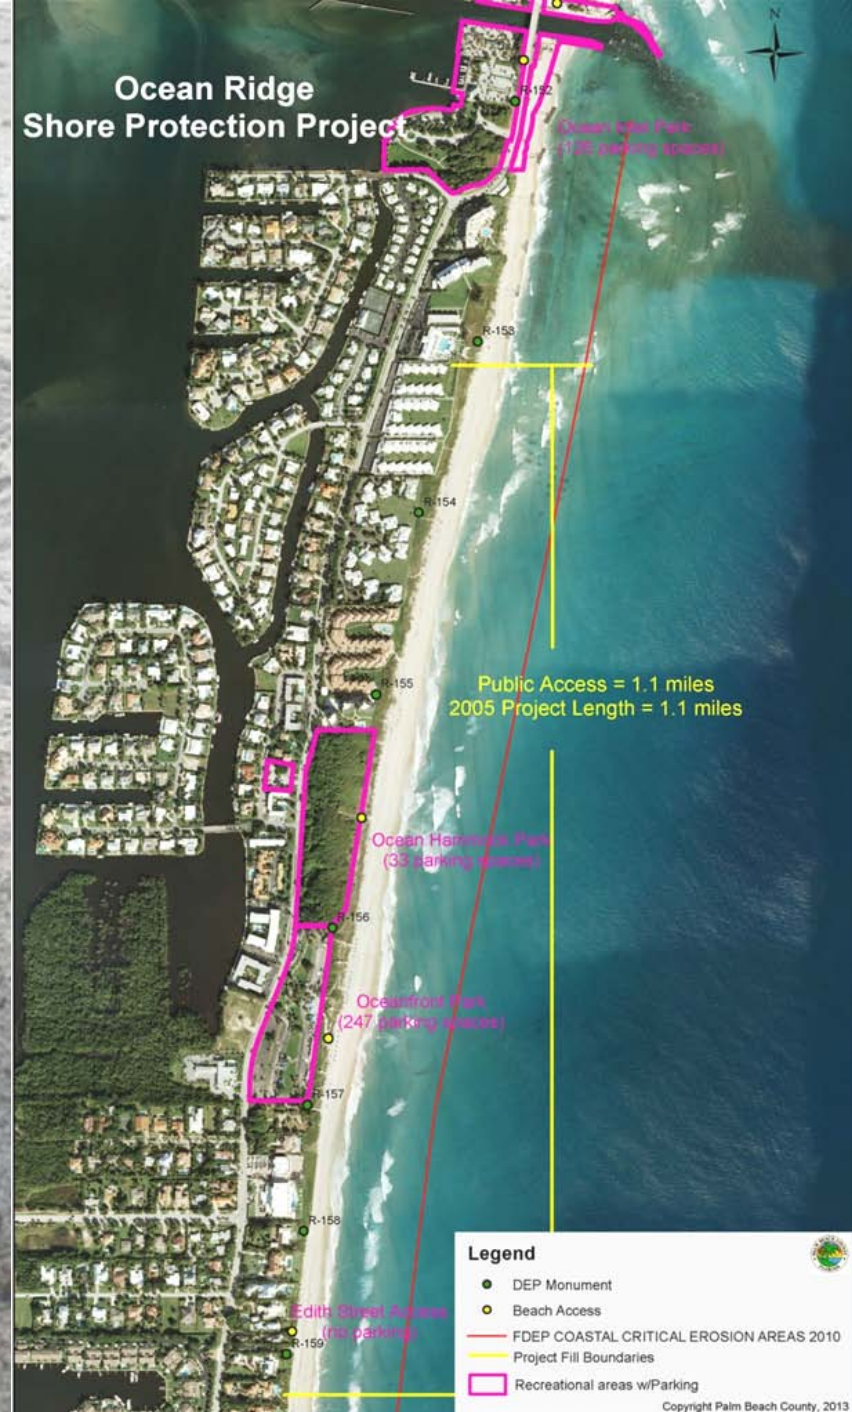 N
Ocean Ridge
Shore Protection Project
R-152
Ocean Inlet Park
parking spaces)
R-153
R-154
R-155
Public Access = 1.1 miles
2005 Project Length = 1.1 miles
Ocean Hammock Park
(33 parking spaces)
R-156
Oceanfront Park
(247 parking spaces)
R-157
R-158
Edith Street Access
(no parking)
R-159
Legend
DEP Monument
Beach Access
FDEP COASTAL CRITICAL EROSION AREAS 2010
Project Fill Boundaries
Recreational areas w/Parking
Copyright Palm Beach County, 2013